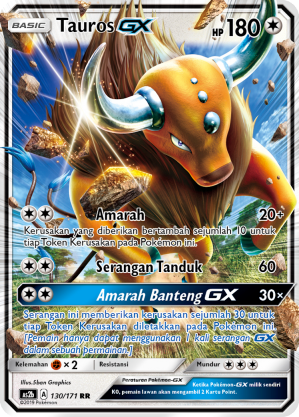 BASIC Tauros GX HP 180
Amarah 20+
Kerusakan yang diberikan bertambah sejumlah 10 untuk
tiap Token Kerusakan pada Pokémon ini.
Serangan Tanduk 60
Amarah Banteng GX 30×
Serangan ini memberikan kerusakan sejumlah 30 untuk
tiap Token Kerusakan diletakkan pada Pokémon ini.
[Pemain hanya dapat menggunakan 1 kali serangan GX
dalam sebuah permainan.]
Kelemahan × 2 Mundur
Ilus.5ban Graphics
Peraturan Pokémon-GX
Ketika Pokémon-GX milik sendiri
KO, pemain lawan akan mengambil 2 Kartu Point.
AS2b A 130/171 RR
©2019 Pokémon